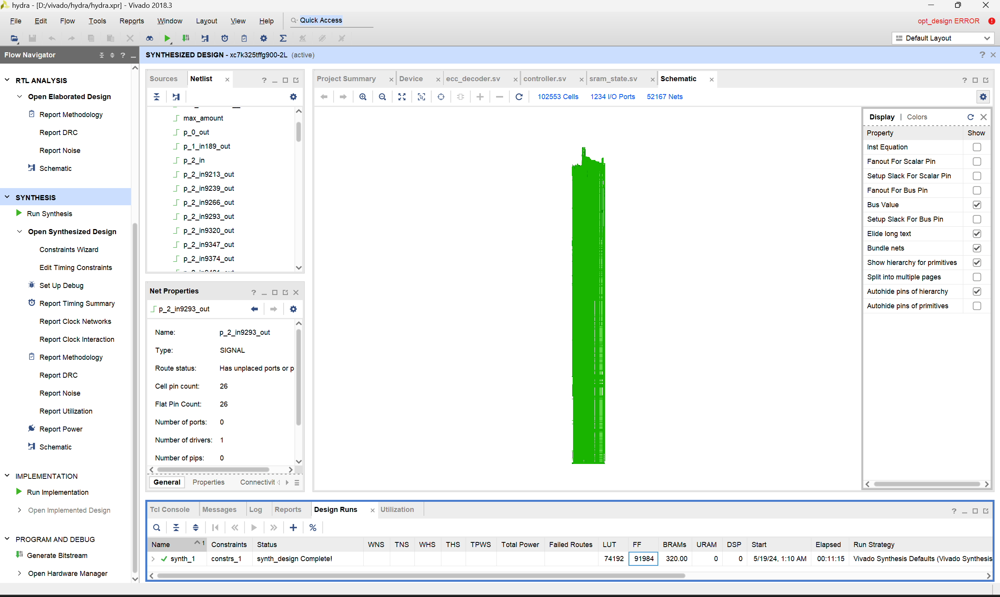 hydra - [D:/vivado/hydra/hydra.xpr] - Vivado 2018.3
File Edit Flow Tools Reports Window Layout View Help Quick Access
opt_design ERROR
Default Layout
Flow Navigator
RTL ANALYSIS
Open Elaborated Design
Report Methodology
Report DRC
Report Noise
Schematic
SYNTHESIS
Run Synthesis
Open Synthesized Design
Constraints Wizard
Edit Timing Constraints
Set Up Debug
Report Timing Summary
Report Clock Networks
Report Clock Interaction
Report Methodology
Report DRC
Report Noise
Report Utilization
Report Power
Schematic
IMPLEMENTATION
Run Implementation
Open Implemented Design
PROGRAM AND DEBUG
Generate Bitstream
Open Hardware Manager
SYNTHESIZED DESIGN - xc7k325tffg900-2L (active)
Sources Netlist
max_amount
p_0_out
p_1_in189_out
p_2_in
p_2_in9213_out
p_2_in9239_out
p_2_in9266_out
p_2_in9293_out
p_2_in9320_out
p_2_in9347_out
p_2_in9374_out
Net Properties
p_2_in9293_out
Name: p_2_in9293_out
Type: SIGNAL
Route status: Has unplaced ports or p
Cell pin count: 26
Flat Pin Count: 26
Number of ports: 0
Number of drivers: 1
Number of pips: 0
General Properties Connectivit
Project Summary Device ecc_decoder.sv controller.sv sram_state.sv Schematic
102553 Cells 1234 I/O Ports 52167 Nets
Display | Colors
Property Show
Inst Equation
Fanout For Scalar Pin
Setup Slack For Scalar Pin
Fanout For Bus Pin
Bus Value
Setup Slack For Bus Pin
Elide long text
Bundle nets
Show hierarchy for primitives
Split into multiple pages
Autohide pins of hierarchy
Autohide pins of primitives
Tcl Console Messages Log Reports Design Runs Utilization
Name 1 Constraints Status WNS TNS WHS THS TPWS Total Power Failed Routes LUT FF BRAMs URAM DSP Start Elapsed Run Strategy
synth_1 constrs_1 synth_design Complete! 74192 91984 320.00 0 0 5/19/24, 1:10 AM 00:11:15 Vivado Synthesis Defaults (Vivado Synthesis